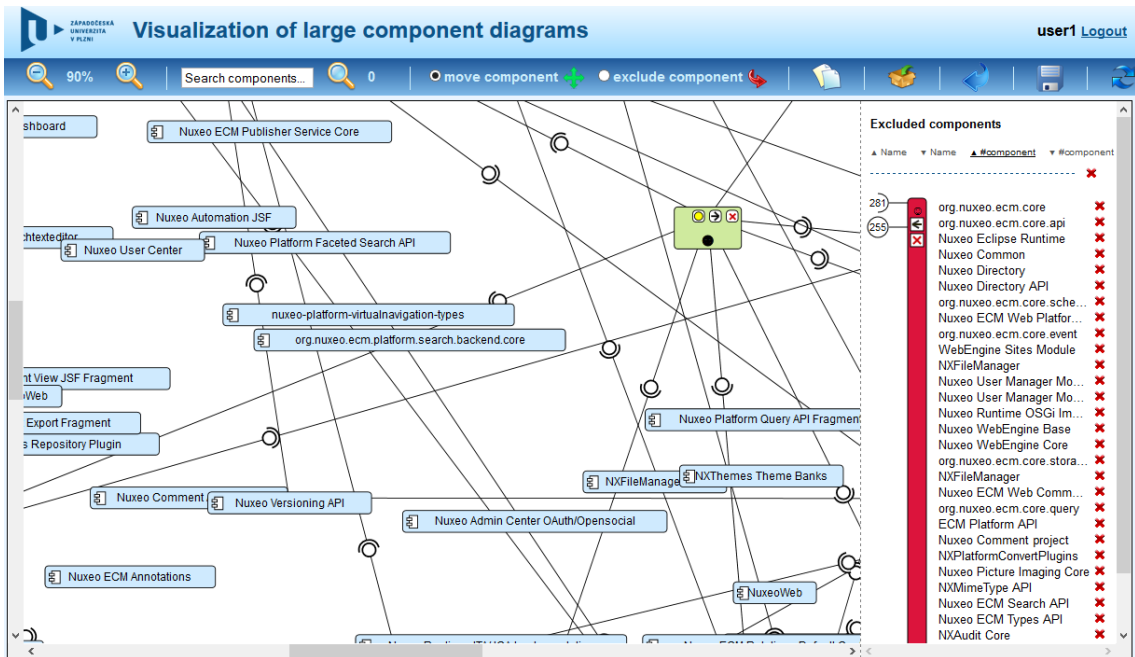 ZÁPADOČESKÁ
UNIVERZITA
V PLZNI
Visualization of large component diagrams
user1 Logout
90%
Search components...
0
move component
exclude component
shboard
Nuxeo ECM Publisher Service Core
Nuxeo Automation JSF
chtexteditor
Nuxeo User Center
Nuxeo Platform Faceted Search API
nuxeo-platform-virtualnavigation-types
org.nuxeo.ecm.platform.search.backend.core
nt View JSF Fragment
oWeb
Export Fragment
s Repository Plugin
Nuxeo Platform Query API Fragmen
NXFileManage
NXThemes Theme Banks
Nuxeo Comment
Nuxeo Versioning API
Nuxeo Admin Center OAuth/Opensocial
Nuxeo ECM Annotations
NuxeoWeb
Excluded components
▲ Name ▼ Name ▲ #component ▼ #component
281
255
org.nuxeo.ecm.core
org.nuxeo.ecm.core.api
Nuxeo Eclipse Runtime
Nuxeo Common
Nuxeo Directory
Nuxeo Directory API
org.nuxeo.ecm.core.sche...
Nuxeo ECM Web Platfor...
org.nuxeo.ecm.core.event
WebEngine Sites Module
NXFileManager
Nuxeo User Manager Mo...
Nuxeo User Manager Mo...
Nuxeo Runtime OSGi Im...
Nuxeo WebEngine Base
Nuxeo WebEngine Core
org.nuxeo.ecm.core.stora...
NXFileManager
Nuxeo ECM Web Comm...
org.nuxeo.ecm.core.query
ECM Platform API
Nuxeo Comment project
NXPlatformConvertPlugins
Nuxeo Picture Imaging Core
NXMimeType API
Nuxeo ECM Search API
Nuxeo ECM Types API
NXAudit Core